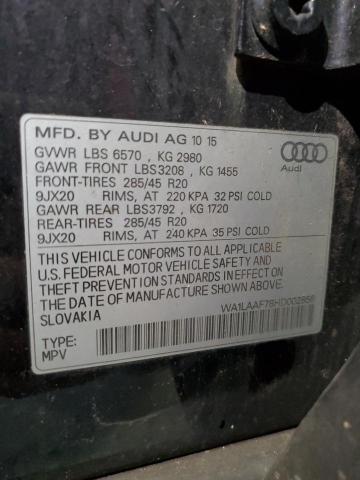 MFD. BY AUDI AG 10 15
GVWR LBS 6570 , KG 2980
GAWR FRONT LBS3208 , KG 1455
FRONT-TIRES 285/45 R20
9JX20 RIMS, AT 220 KPA 32 PSI COLD
GAWR REAR LBS3792 , KG 1720
REAR-TIRES 285/45 R20
9JX20 RIMS, AT 240 KPA 35 PSI COLD
Audi
THIS VEHICLE CONFORMS TO ALL APPLICABLE
U.S. FEDERAL MOTOR VEHICLE SAFETY AND
THEFT PREVENTION STANDARDS IN EFFECT
ON THE DATE OF MANUFACTURE SHOWN ABOVE.
SLOVAKIA
WA1LAAF78HD002858
TYPE:
MPV